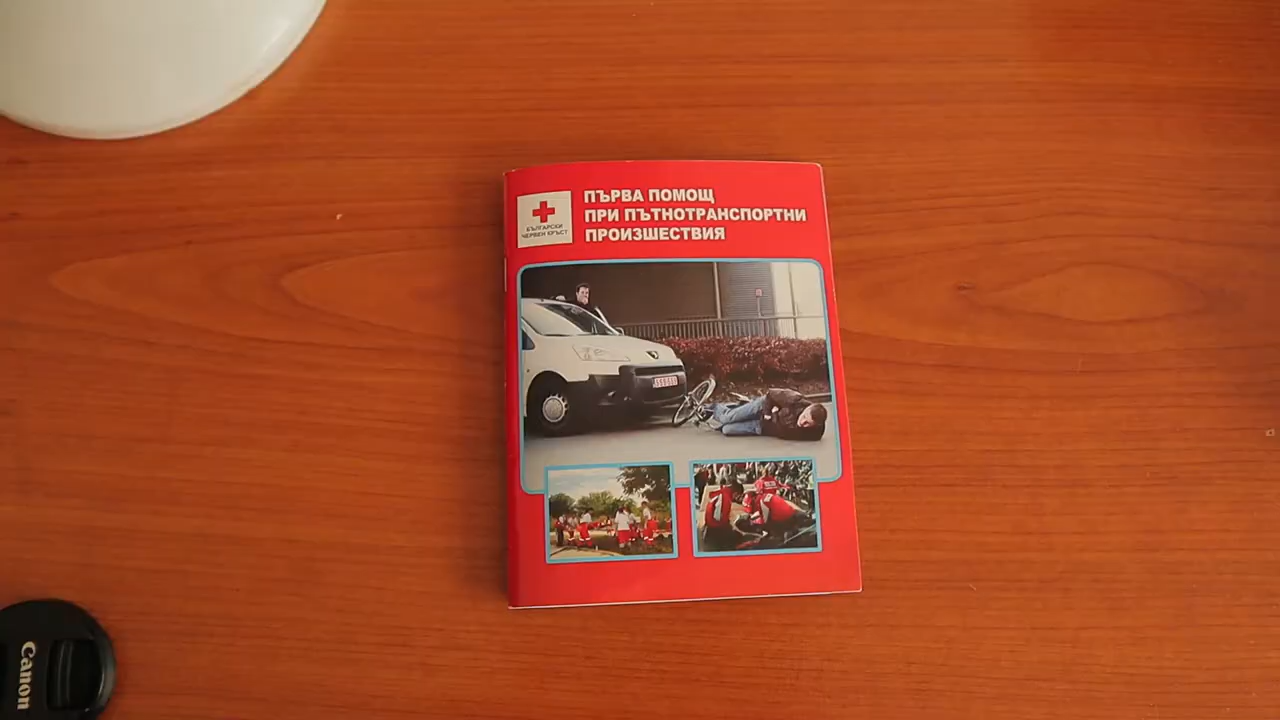 ПЪРВА ПОМОЩ
ПРИ ПЪТНОТРАНСПОРТНИ
ПРОИЗШЕСТВИЯ
БЪЛГАРСКИ
ЧЕРВЕН КРЪСТ
Canon